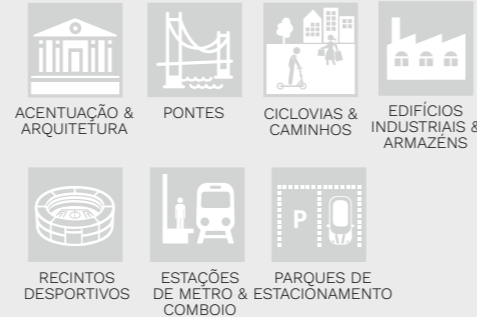 ACENTUAÇÃO &
ARQUITETURA
PONTES
CICLOVIAS &
CAMINHOS
EDIFÍCIOS
INDUSTRIAIS &
ARMAZÉNS
P
RECINTOS
DESPORTIVOS
ESTAÇÕES
DE METRO &
COMBOIO
PARQUES DE
ESTACIONAMENTO